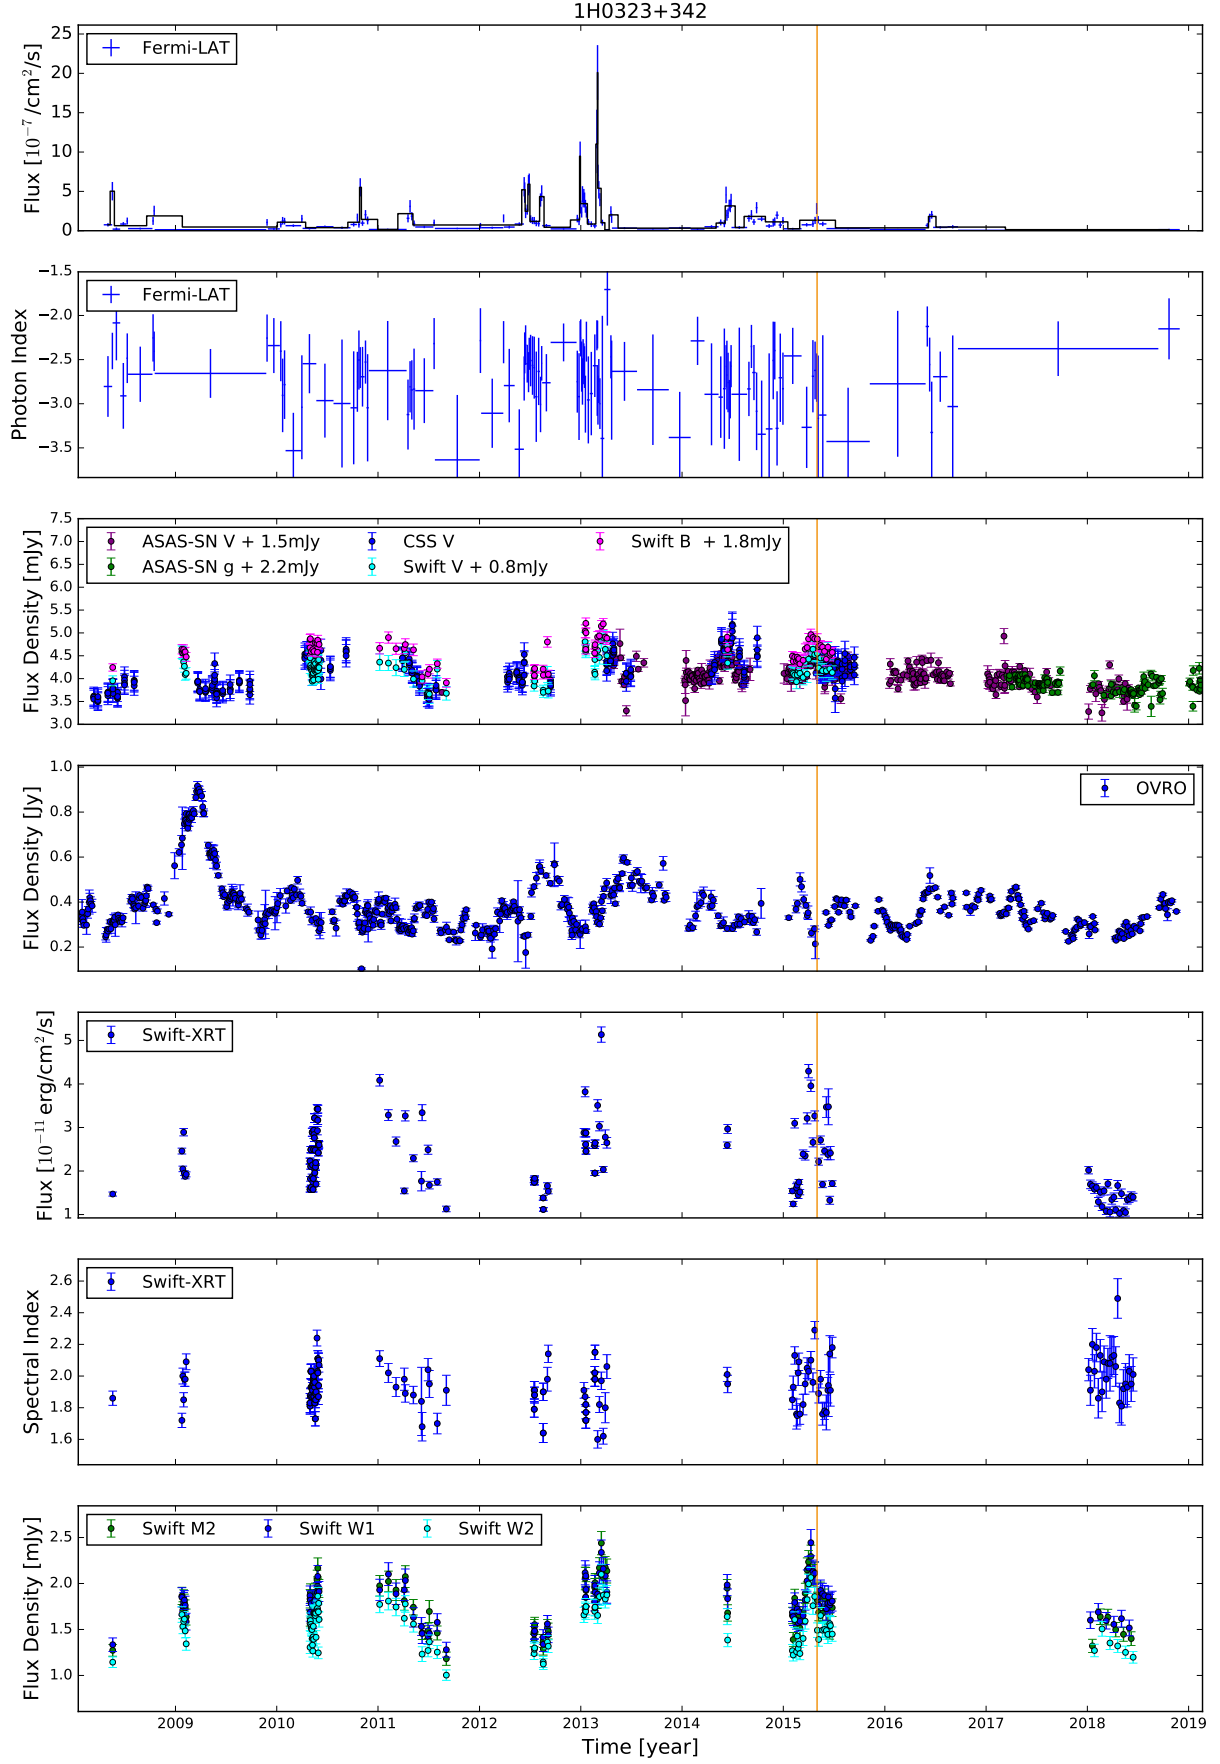 1H0323+342
Flux [10⁻⁷/cm²/s]
25
20
15
10
5
0
Fermi-LAT
Photon Index
−1.5
−2.0
−2.5
−3.0
−3.5
Fermi-LAT
Flux Density [mJy]
7.5
7.0
6.5
6.0
5.5
5.0
4.5
4.0
3.5
3.0
ASAS-SN V + 1.5mJy CSS V Swift B + 1.8mJy
ASAS-SN g + 2.2mJy Swift V + 0.8mJy
Flux Density [Jy]
1.0
0.8
0.6
0.4
0.2
OVRO
Flux [10⁻¹¹ erg/cm²/s]
5
4
3
2
1
Swift-XRT
Spectral Index
2.6
2.4
2.2
2.0
1.8
1.6
Swift-XRT
Flux Density [mJy]
2.5
2.0
1.5
1.0
Swift M2 Swift W1 Swift W2
2009 2010 2011 2012 2013 2014 2015 2016 2017 2018 2019
Time [year]